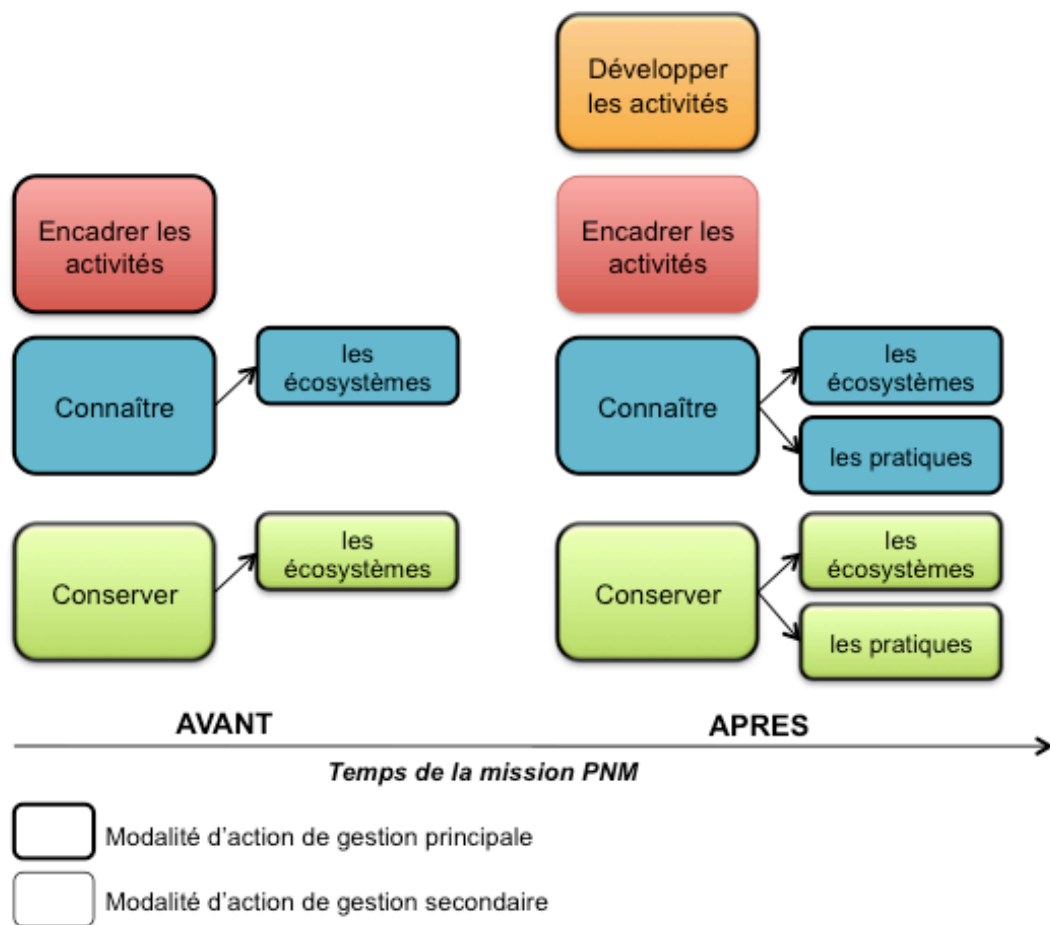 Développer
les activités
Encadrer les
activités
Encadrer les
activités
Connaître
les
écosystèmes
Connaître
les
écosystèmes
les pratiques
Conserver
les
écosystèmes
Conserver
les
écosystèmes
les pratiques
AVANT
APRES
Temps de la mission PNM
Modalité d'action de gestion principale
Modalité d'action de gestion secondaire